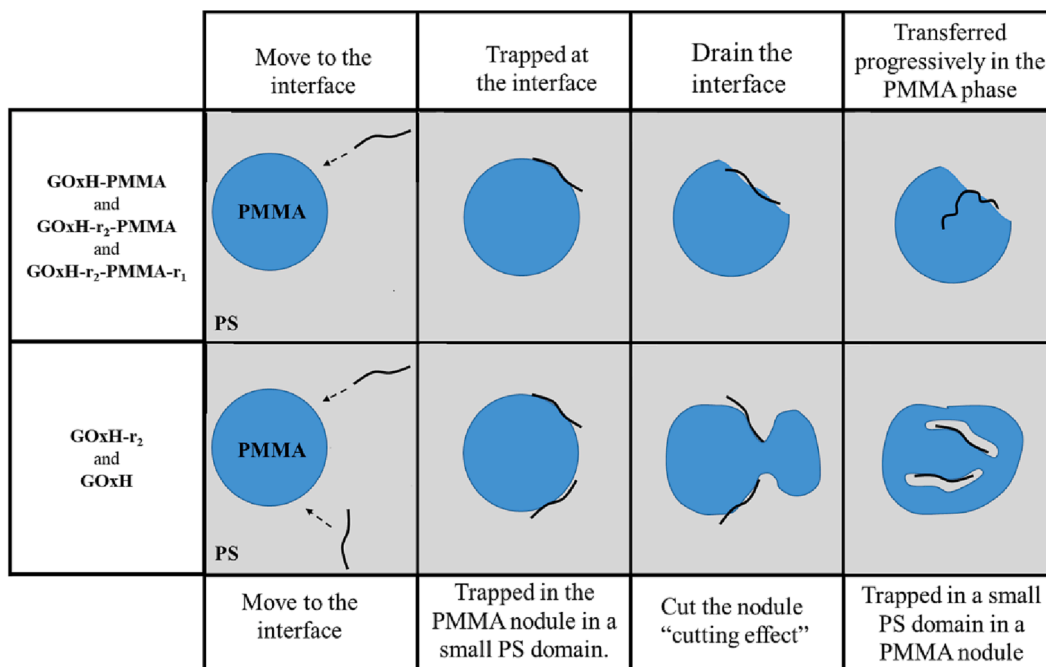 Move to the
interface
Trapped at
the interface
Drain the
interface
Transferred
progressively in the
PMMA phase
GOxH-PMMA
and
GOxH-r₂-PMMA
and
GOxH-r₂-PMMA-r₁
PMMA
PS
GOxH-r₂
and
GOxH
PMMA
PS
Move to the
interface
Trapped in the
PMMA nodule in a
small PS domain.
Cut the nodule
“cutting effect”
Trapped in a small
PS domain in a
PMMA nodule